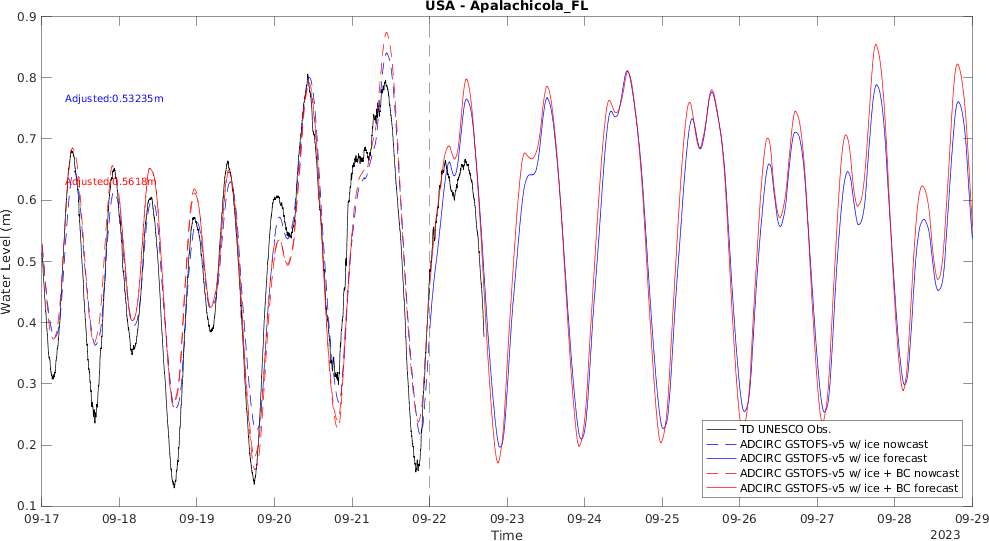 USA - Apalachicola_FL
0.9
0.8
0.7
0.6
0.5
0.4
0.3
0.2
0.1
Water Level (m)
Adjusted:0.53235m
Adjusted:0.5618m
TD UNESCO Obs.
ADCIRC GSTOFS-v5 w/ ice nowcast
ADCIRC GSTOFS-v5 w/ ice forecast
ADCIRC GSTOFS-v5 w/ ice + BC nowcast
ADCIRC GSTOFS-v5 w/ ice + BC forecast
09-17 09-18 09-19 09-20 09-21 09-22 09-23 09-24 09-25 09-26 09-27 09-28 09-29
Time
2023